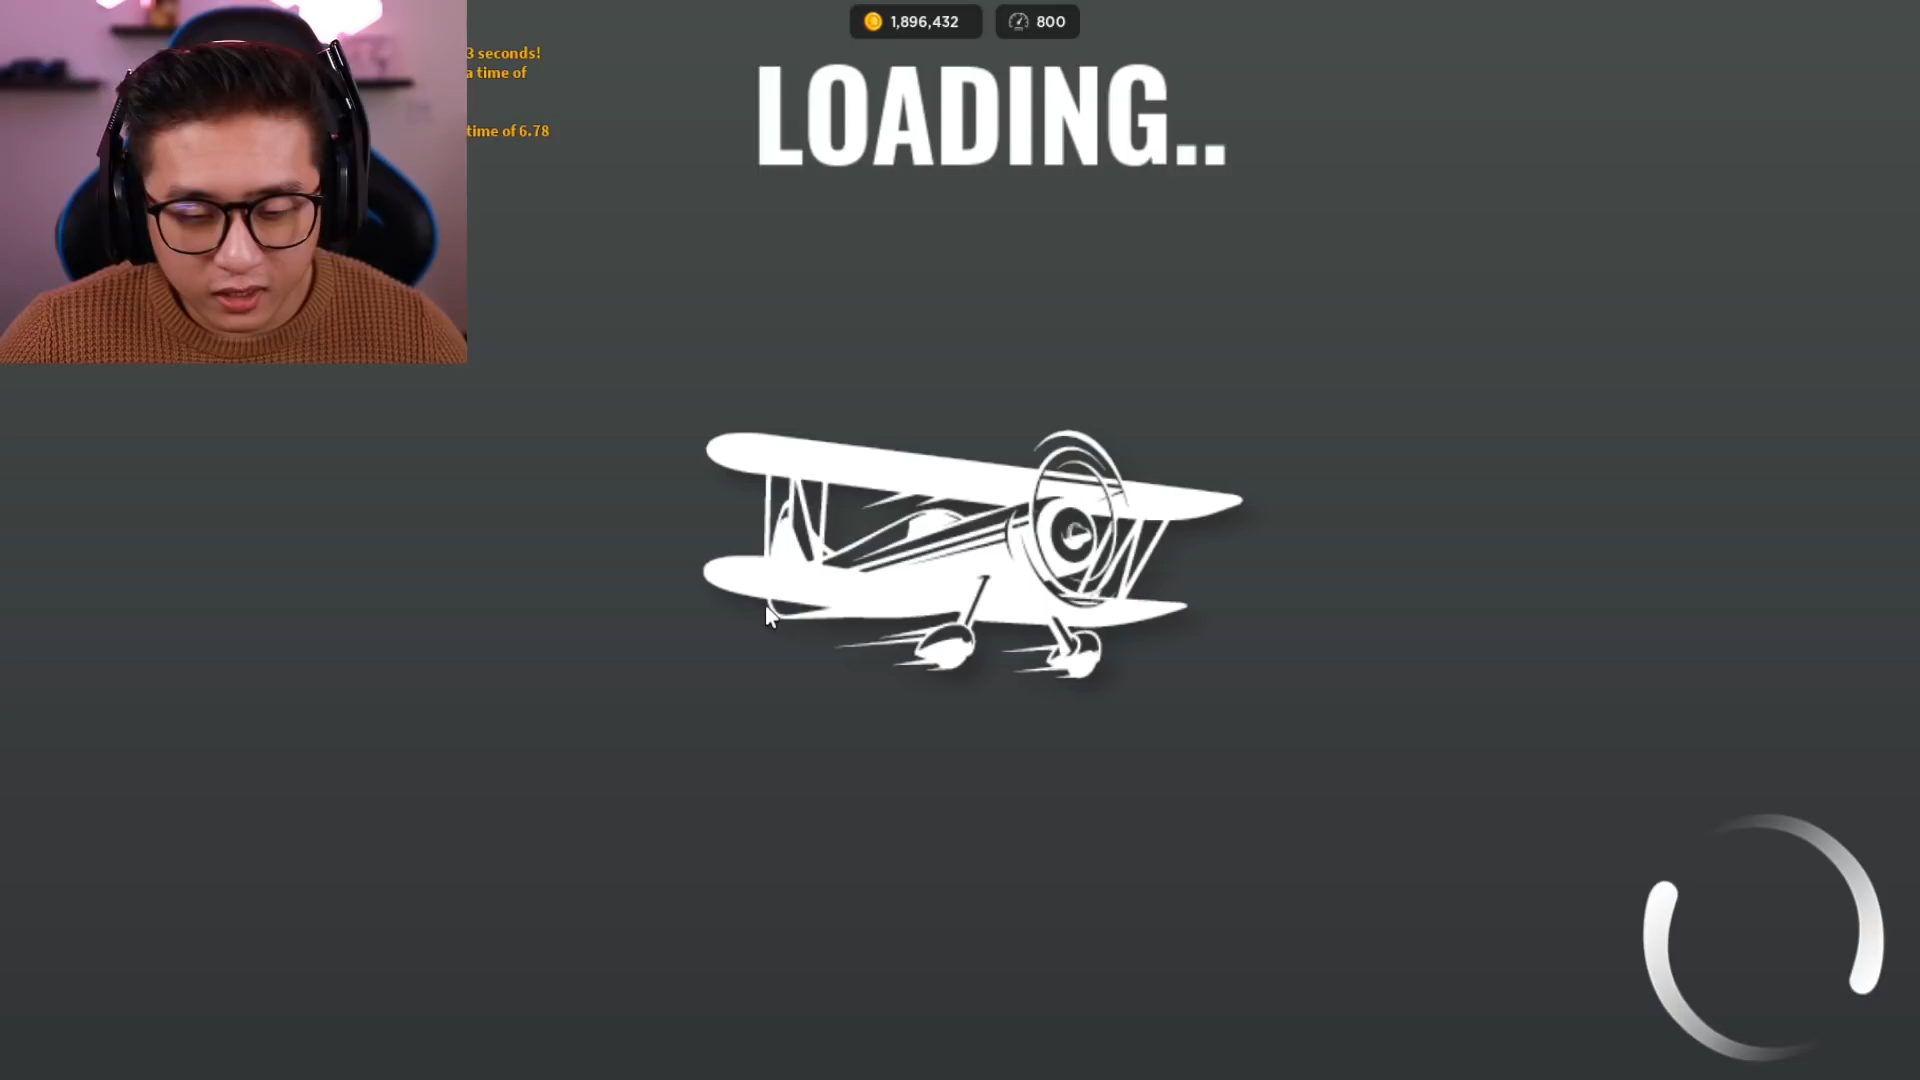 1,896,432
800
3 seconds!
a time of
time of 6.78
LOADING..